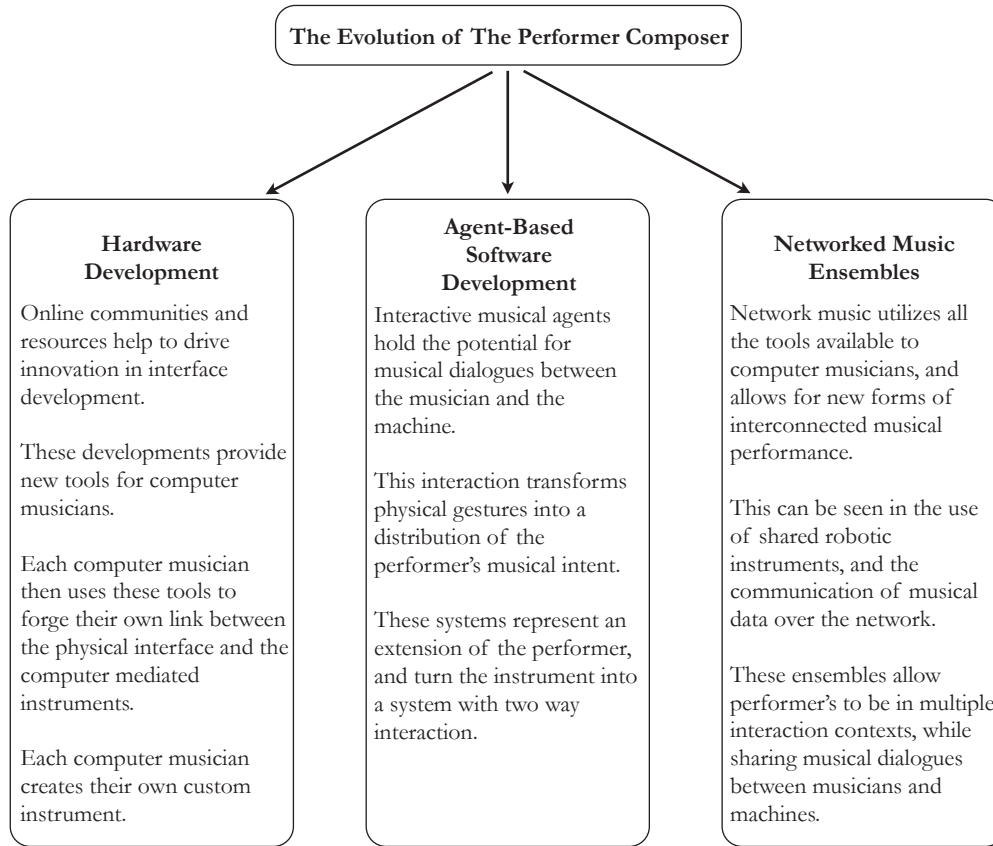 The Evolution of The Performer Composer
Hardware
Development
Online communities and
resources help to drive
innovation in interface
development.
These developments provide
new tools for computer
musicians.
Each computer musician
then uses these tools to
forge their own link between
the physical interface and the
computer mediated
instruments.
Each computer musician
creates their own custom
instrument.
Agent-Based
Software
Development
Interactive musical agents
hold the potential for
musical dialogues between
the musician and the
machine.
This interaction transforms
physical gestures into a
distribution of the
performer's musical intent.
These systems represent an
extension of the performer,
and turn the instrument into
a system with two way
interaction.
Networked Music
Ensembles
Network music utilizes all
the tools available to
computer musicians, and
allows for new forms of
interconnected musical
performance.
This can be seen in the use
of shared robotic
instruments, and the
communication of musical
data over the network.
These ensembles allow
performer's to be in multiple
interaction contexts, while
sharing musical dialogues
between musicians and
machines.